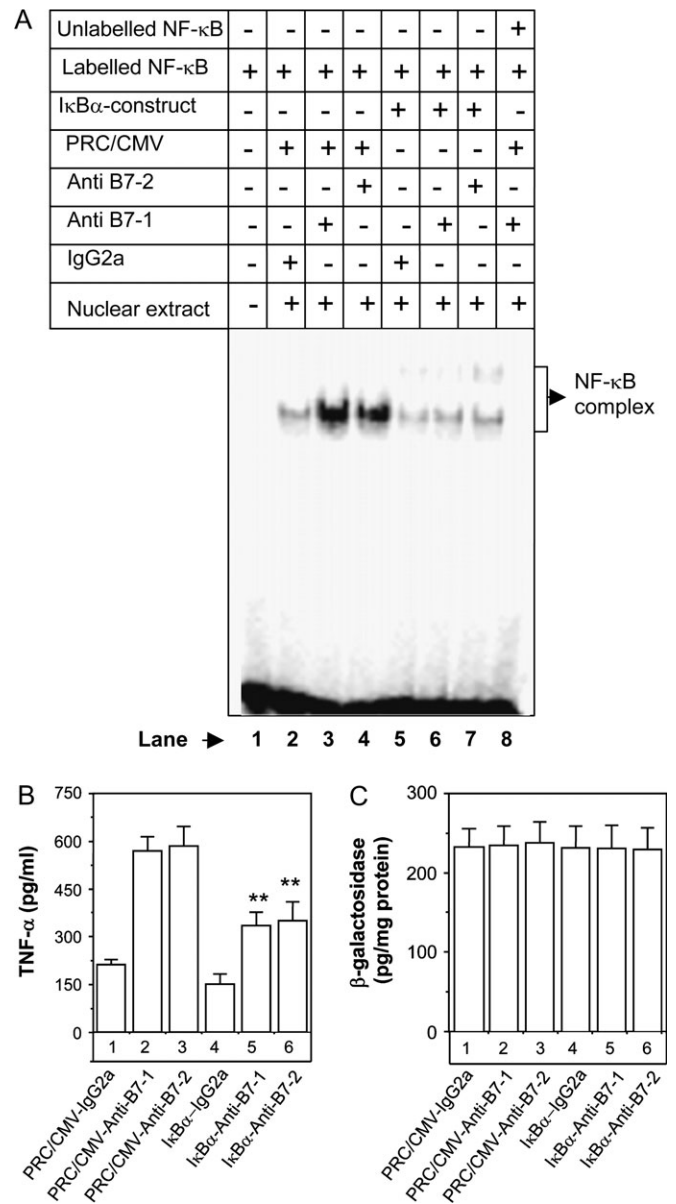 A
Unlabelled NF-κB - - - - - - - +
Labelled NF-κB + + + + + + + +
IκBα-construct - - - - + + + -
PRC/CMV - + + + - - - +
Anti B7-2 - - - + - - + -
Anti B7-1 - - + - - + - +
IgG2a - + - - + - - -
Nuclear extract - + + + + + + +
NF-κB
complex
Lane 1 2 3 4 5 6 7 8
B
TNF-α (pg/ml)
750
600
450
300
150
0
** **
1 2 3 4 5 6
PRC/CMV-IgG2a
PRC/CMV-Anti-B7-1
PRC/CMV-Anti-B7-2
IκBα–IgG2a
IκBα-Anti-B7-1
IκBα-Anti-B7-2
C
β-galactosidase
(pg/mg protein)
300
200
100
0
1 2 3 4 5 6
PRC/CMV-IgG2a
PRC/CMV-Anti-B7-1
PRC/CMV-Anti-B7-2
IκBα–IgG2a
IκBα-Anti-B7-1
IκBα-Anti-B7-2